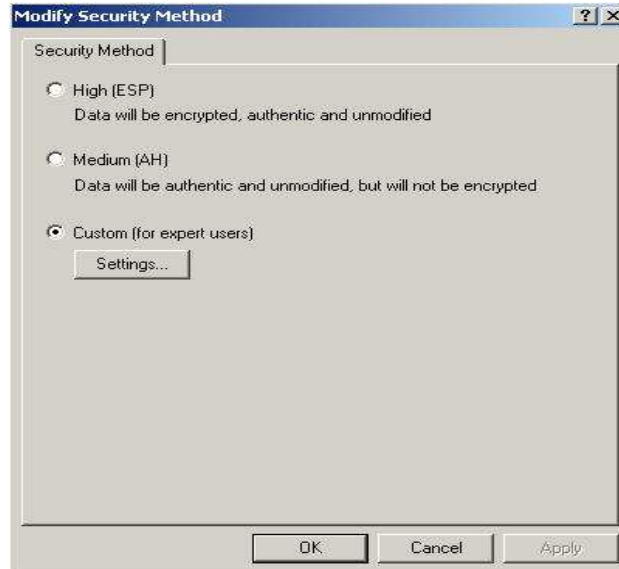 Modify Security Method
Security Method
High (ESP)
Data will be encrypted, authentic and unmodified
Medium (AH)
Data will be authentic and unmodified, but will not be encrypted
Custom (for expert users)
Settings...
OK
Cancel
Apply